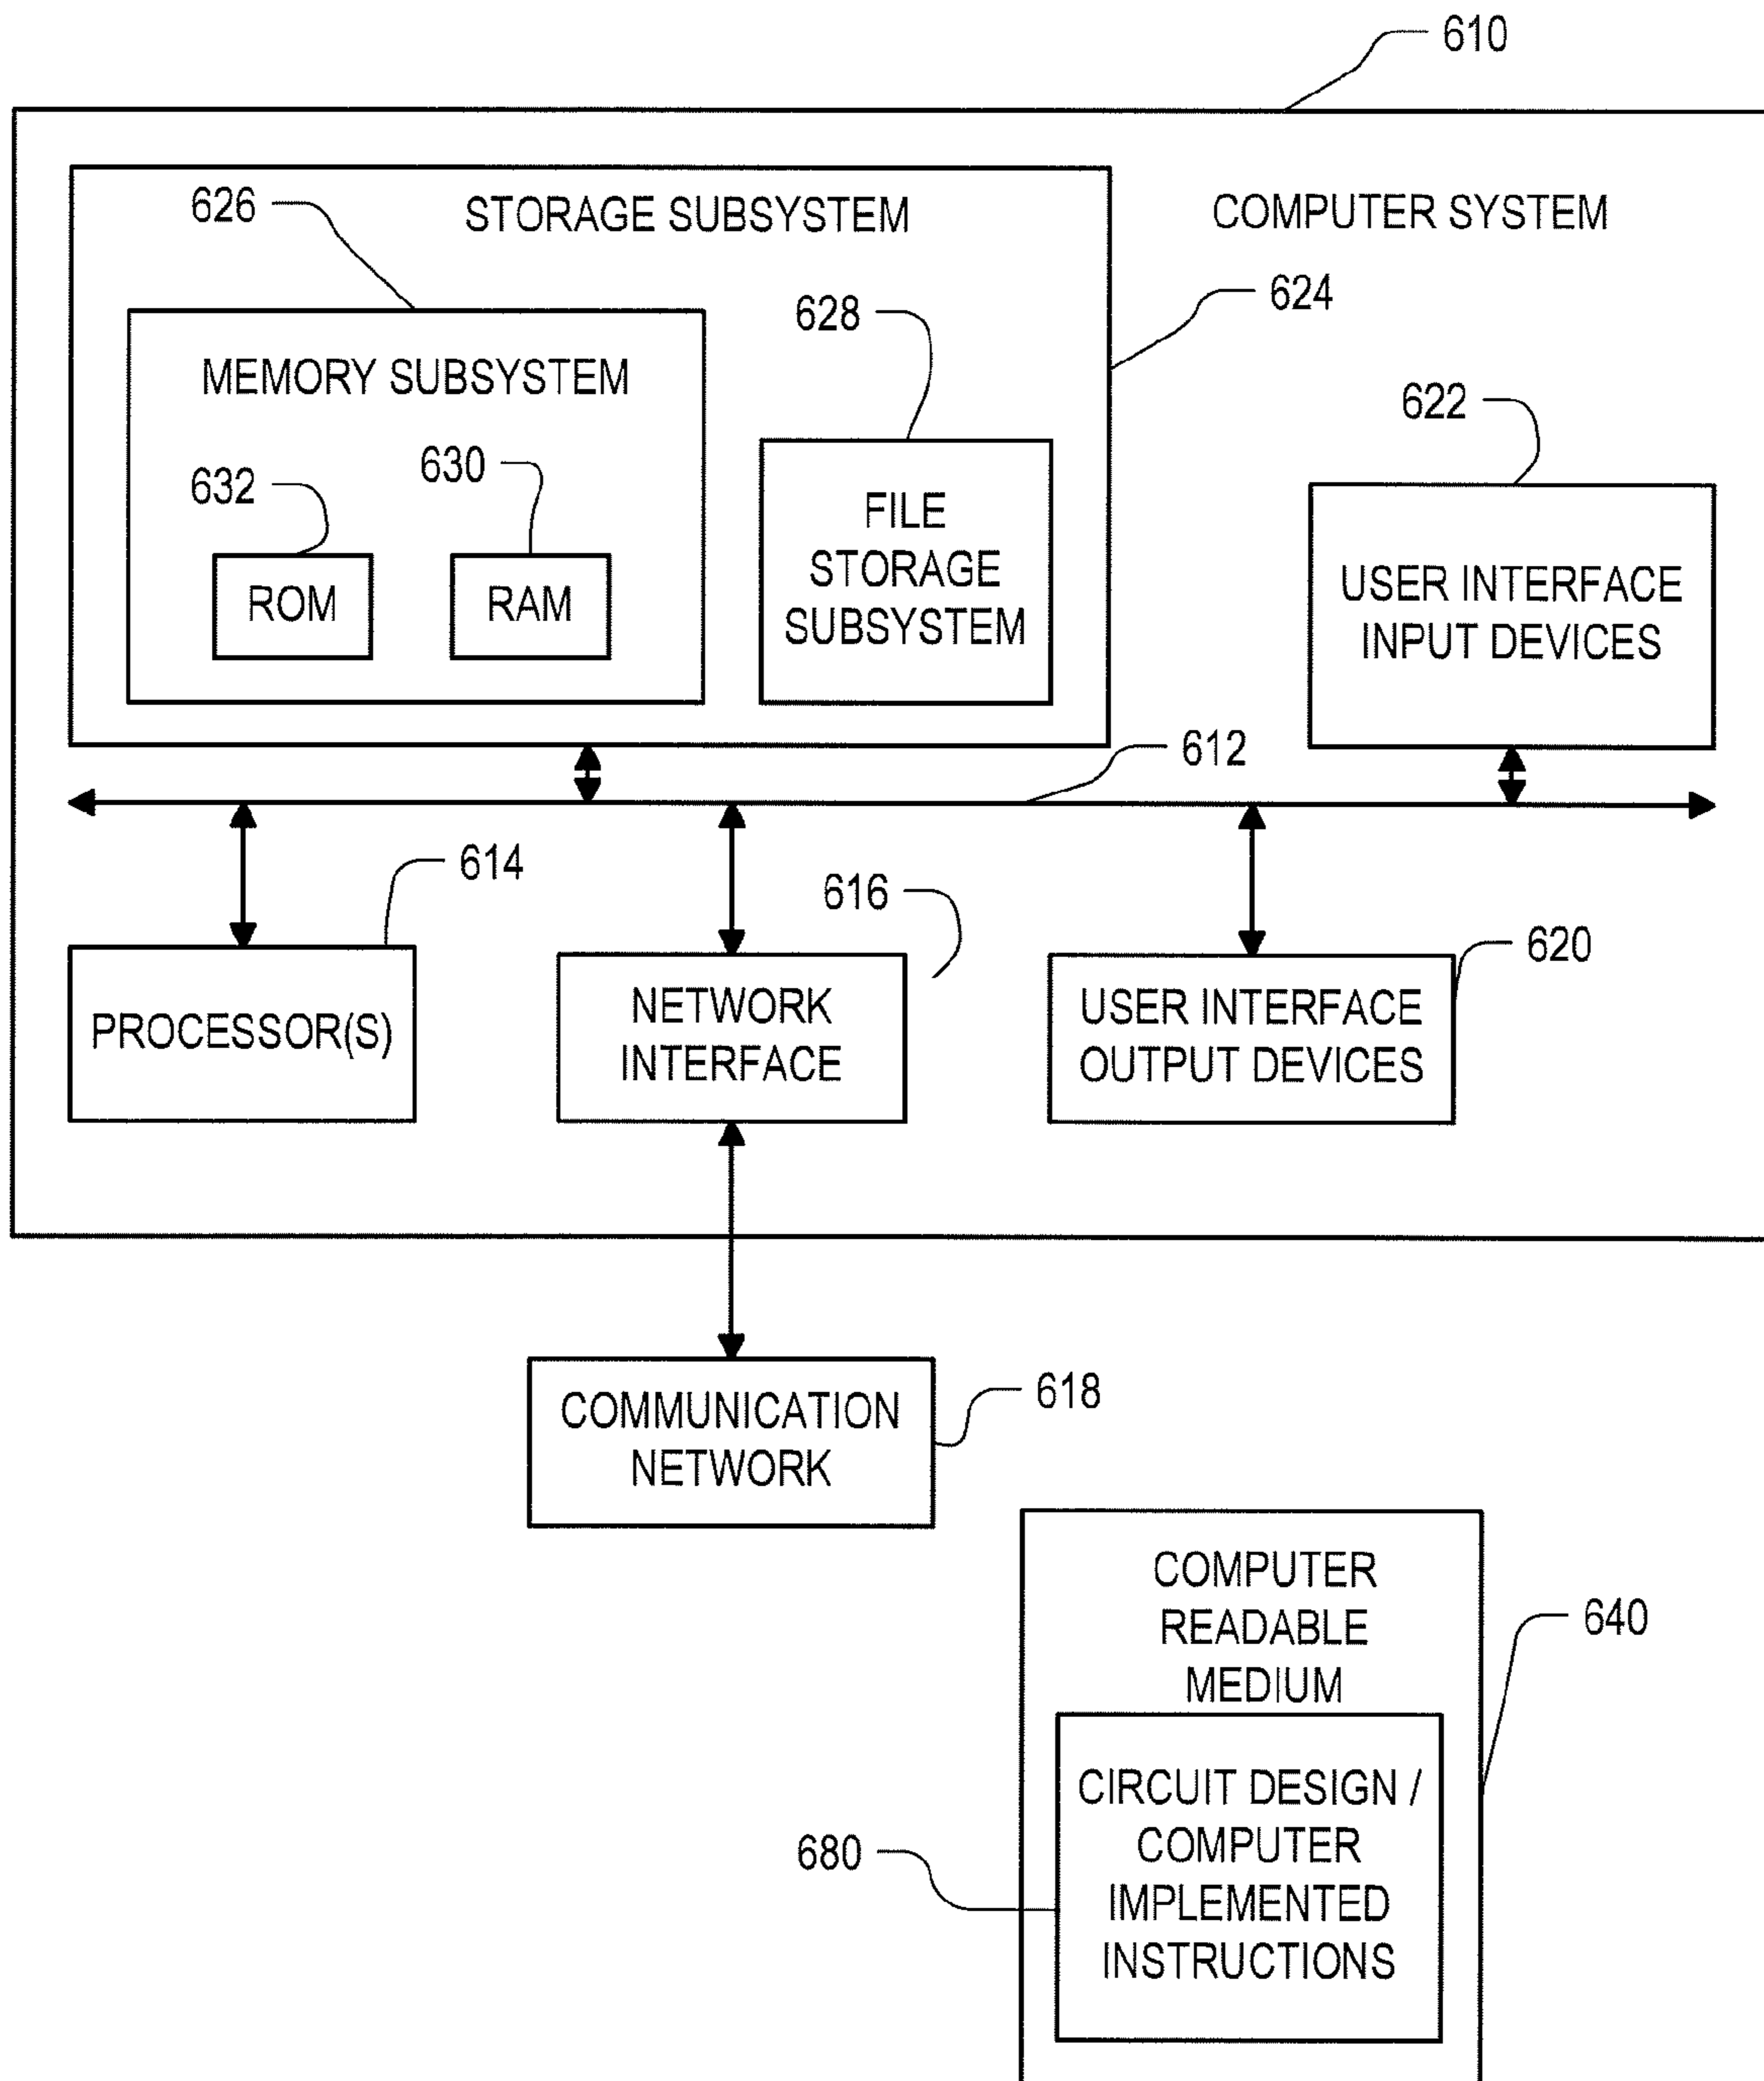 610
STORAGE SUBSYSTEM
COMPUTER SYSTEM
626
624
MEMORY SUBSYSTEM
628
622
632
630
ROM
RAM
FILE
STORAGE
SUBSYSTEM
USER INTERFACE
INPUT DEVICES
612
614
616
620
PROCESSOR(S)
NETWORK
INTERFACE
USER INTERFACE
OUTPUT DEVICES
COMMUNICATION
NETWORK
618
COMPUTER
READABLE
MEDIUM
640
CIRCUIT DESIGN /
COMPUTER
IMPLEMENTED
INSTRUCTIONS
680